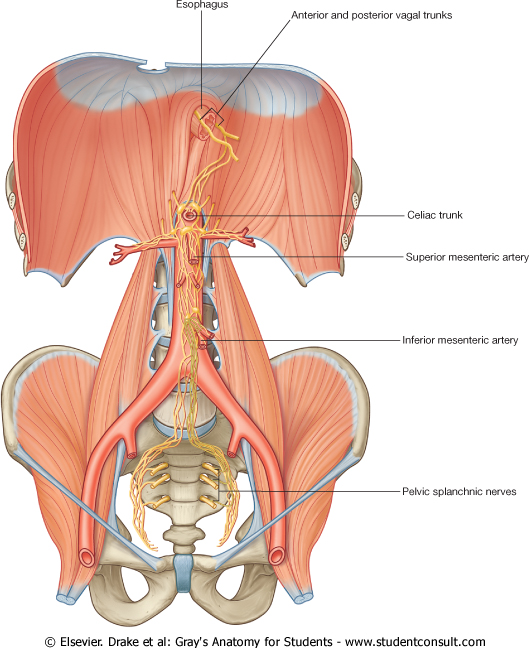 Esophagus
Anterior and posterior vagal trunks
Celiac trunk
Superior mesenteric artery
Inferior mesenteric artery
Pelvic splanchnic nerves
© Elsevier. Drake et al: Gray's Anatomy for Students - www.studentconsult.com